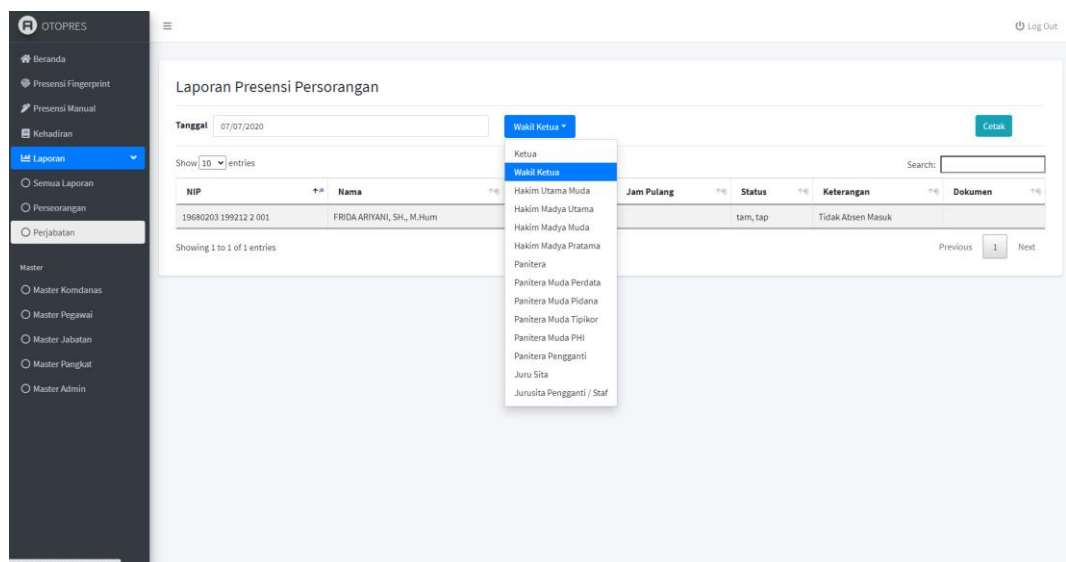 OTOPRES
Log Out
Beranda
Presensi Fingerprint
Presensi Manual
Kehadiran
Laporan
Semua Laporan
Perseorangan
Perjabatan
Master
Master Komdanas
Master Pegawai
Master Jabatan
Master Pangkat
Master Admin
Laporan Presensi Persorangan
Tanggal 07/07/2020 Wakil Ketua Cetak
Show 10 entries Search:
NIP Nama Jam Pulang Status Keterangan Dokumen
19680203 199212 2 001 FRIDA ARIYANI, SH., M.Hum tam, tap Tidak Absen Masuk
Showing 1 to 1 of 1 entries Previous 1 Next
Ketua
Wakil Ketua
Hakim Utama Muda
Hakim Madya Utama
Hakim Madya Muda
Hakim Madya Pratama
Panitera
Panitera Muda Perdata
Panitera Muda Pidana
Panitera Muda Tipikor
Panitera Muda PHI
Panitera Pengganti
Juru Sita
Jurusita Pengganti / Staf